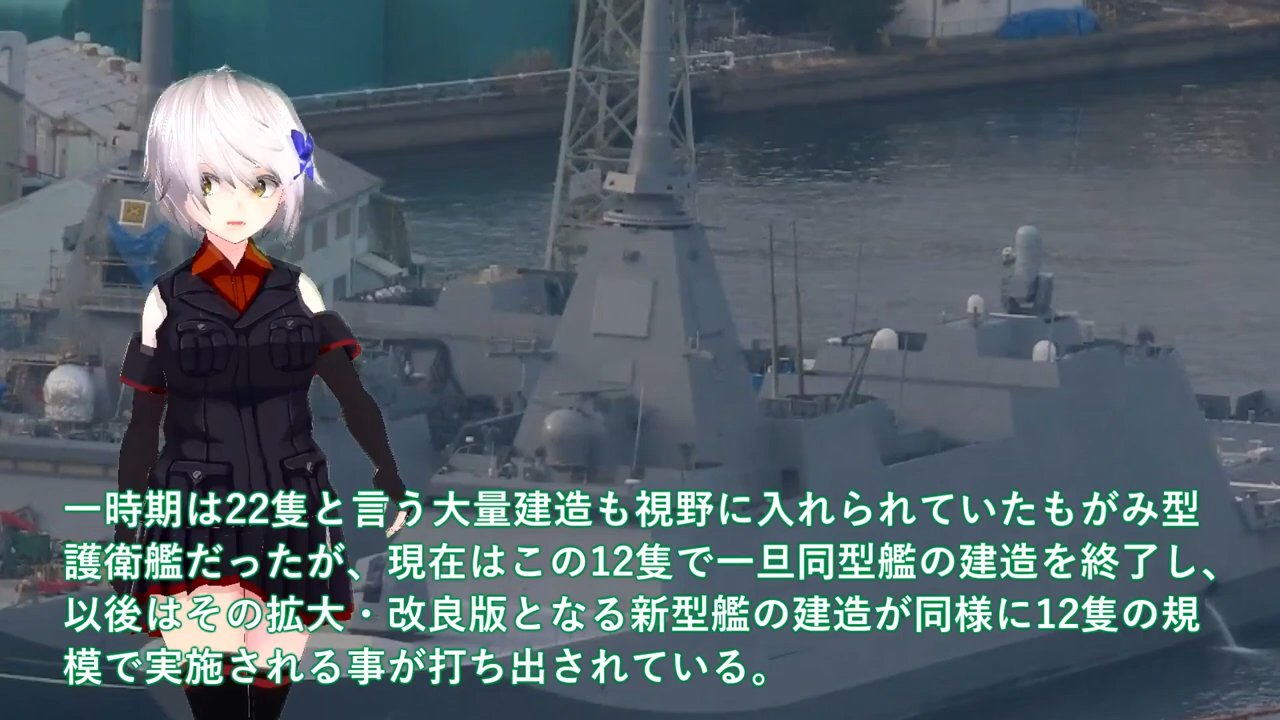 一時期は22隻と言う大量建造も視野に入れられていたもがみ型
護衛艦だったが、現在はこの12隻で一旦同型艦の建造を終了し、
以後はその拡大・改良版となる新型艦の建造が同様に12隻の規
模で実施される事が打ち出されている。